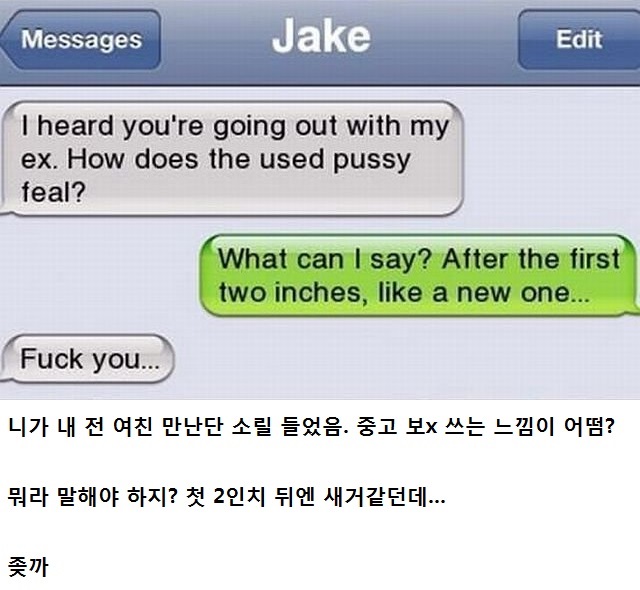 Messages
Jake
Edit
I heard you're going out with my
ex. How does the used pussy
feal?
What can I say? After the first
two inches, like a new one...
Fuck you...
니가 내 전 여친 만난단 소릴 들었음. 중고 보x 쓰는 느낌이 어떰?
뭐라 말해야 하지? 첫 2인치 뒤엔 새거같던데...
좆까